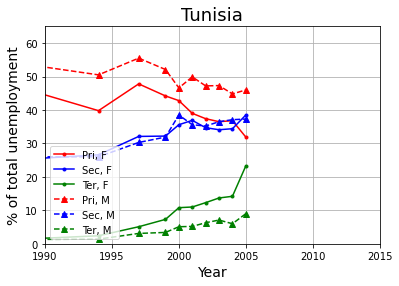 Tunisia
% of total unemployment
60
50
40
30
20
10
0
Pri, F
Sec, F
Ter, F
Pri, M
Sec, M
Ter, M
1990 1995 2000 2005 2010 2015
Year